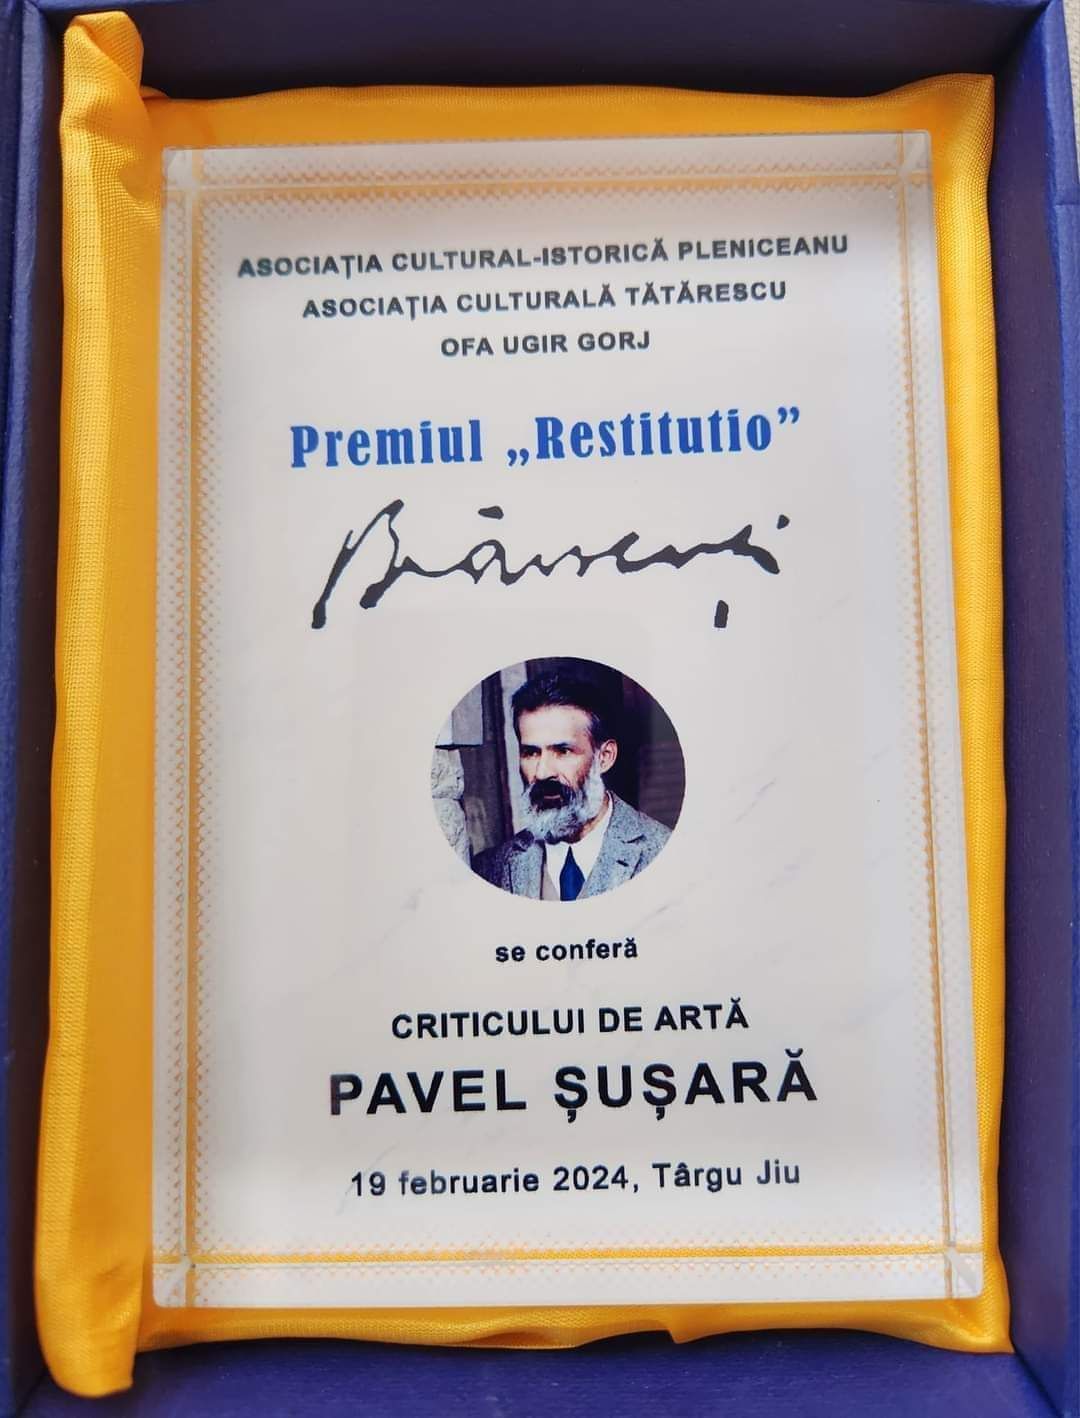 ASOCIAȚIA CULTURAL-ISTORICĂ PLENICEANU
ASOCIAȚIA CULTURALĂ TĂTĂRESCU
OFA UGIR GORJ
Premiul „Restitutio”
Brâncuși
se conferă
CRITICULUI DE ARTĂ
PAVEL ȘUȘARĂ
19 februarie 2024, Târgu Jiu